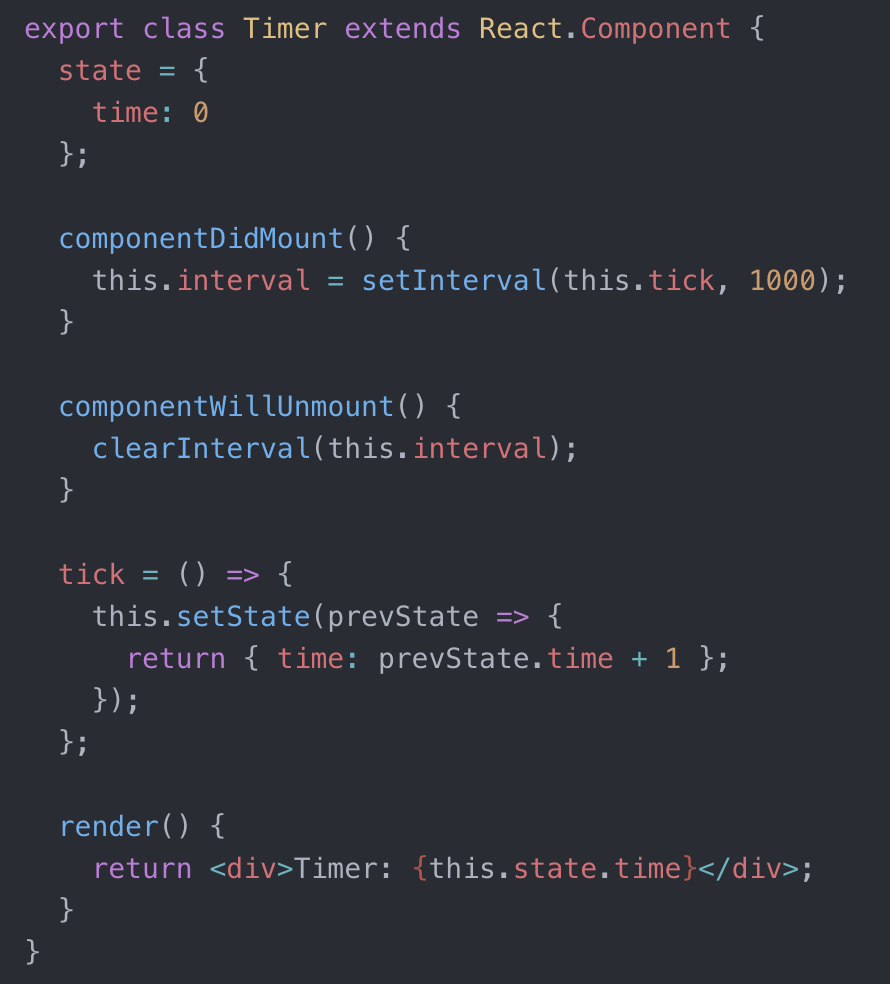 export class Timer extends React.Component {
  state = {
    time: 0
  };

  componentDidMount() {
    this.interval = setInterval(this.tick, 1000);
  }

  componentWillUnmount() {
    clearInterval(this.interval);
  }

  tick = () => {
    this.setState(prevState => {
      return { time: prevState.time + 1 };
    });
  };

  render() {
    return <div>Timer: {this.state.time}</div>;
  }
}